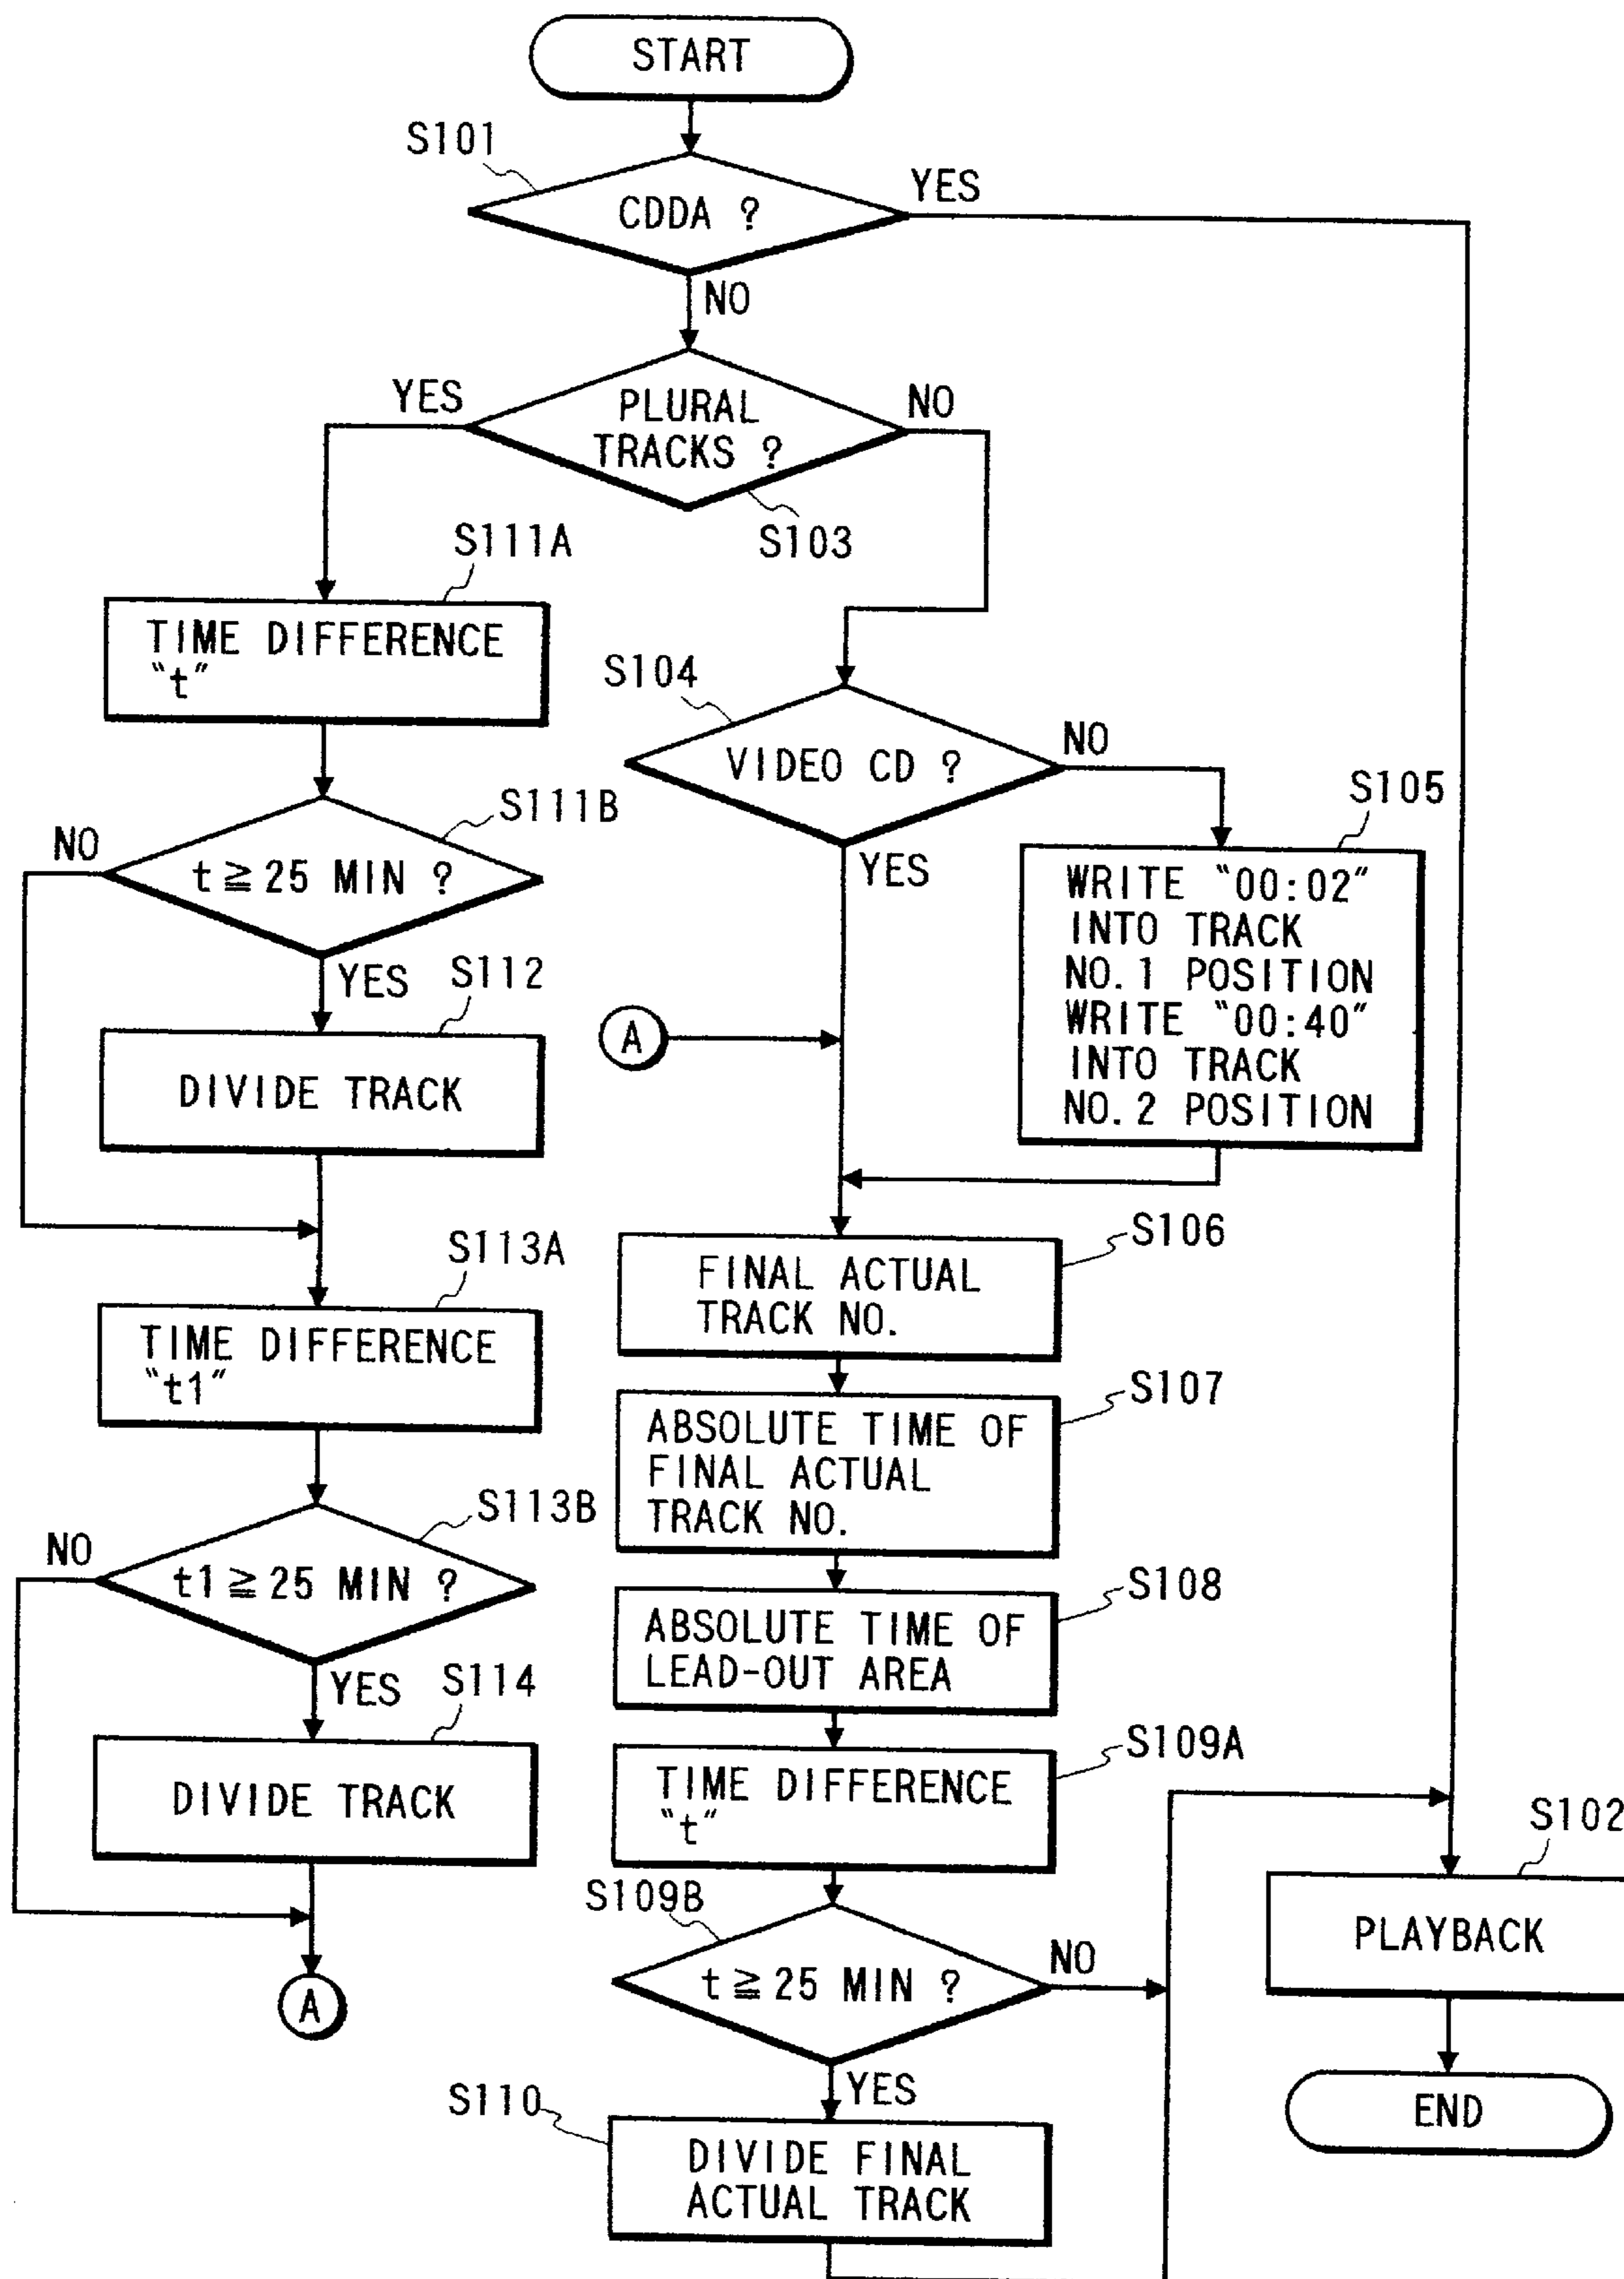 START
S101
CDDA ?
YES
NO
YES
PLURAL
TRACKS ?
NO
S103
S111A
TIME DIFFERENCE
"t"
S104
VIDEO CD ?
NO
YES
S111B
NO
t ≧ 25 MIN ?
YES
S105
WRITE "00:02"
INTO TRACK
NO.1 POSITION
WRITE "00:40"
INTO TRACK
NO.2 POSITION
S112
DIVIDE TRACK
A
S113A
TIME DIFFERENCE
"t1"
S106
FINAL ACTUAL
TRACK NO.
S107
ABSOLUTE TIME OF
FINAL ACTUAL
TRACK NO.
S113B
NO
t1 ≧ 25 MIN ?
YES
S108
ABSOLUTE TIME OF
LEAD-OUT AREA
S114
DIVIDE TRACK
A
S109A
TIME DIFFERENCE
"t"
S109B
t ≧ 25 MIN ?
NO
YES
S102
PLAYBACK
END
S110
DIVIDE FINAL
ACTUAL TRACK